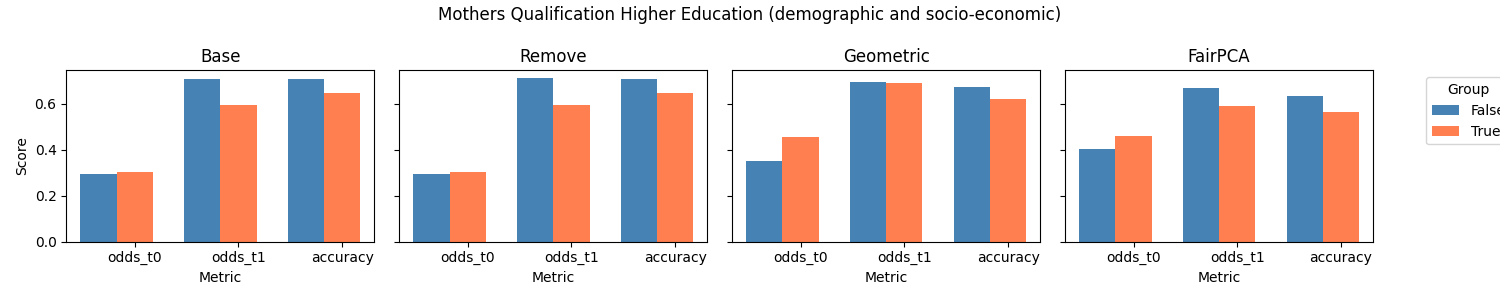 Mothers Qualification Higher Education (demographic and socio-economic)
Base
Remove
Geometric
FairPCA
Score
0.6
0.4
0.2
0.0
odds_t0 odds_t1 accuracy
odds_t0 odds_t1 accuracy
odds_t0 odds_t1 accuracy
odds_t0 odds_t1 accuracy
Metric
Metric
Metric
Metric
Group
False
True